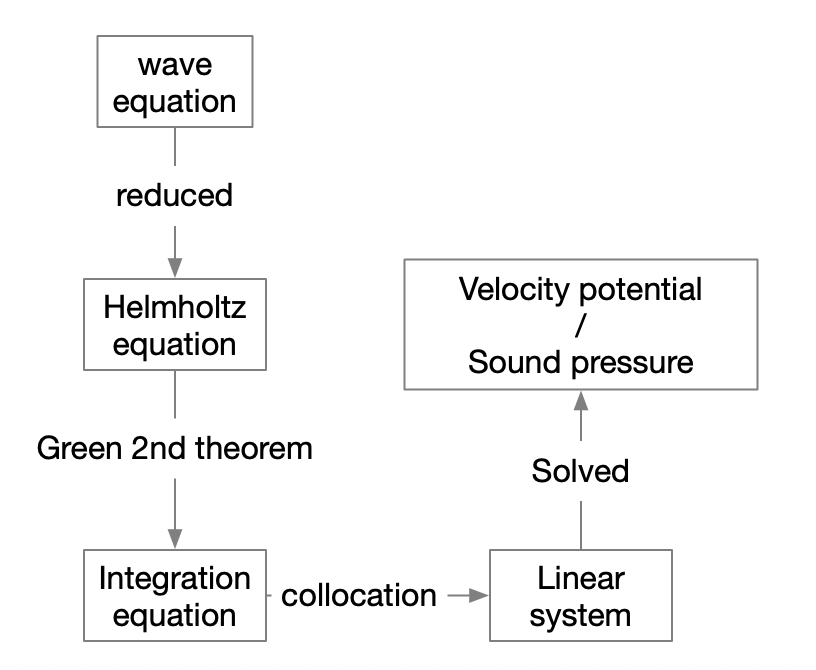 wave
equation
reduced
Helmholtz
equation
Green 2nd theorem
Integration
equation
collocation
Linear
system
Solved
Velocity potential
/
Sound pressure